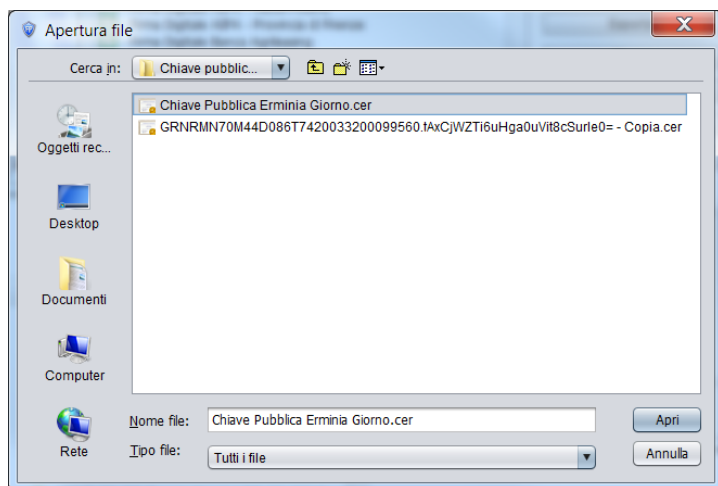 Apertura file
Cerca in: Chiave pubblic...
Chiave Pubblica Erminia Giorno.cer
GRNRMN70M44D086T7420033200099560.tAxCjWZTi6uHga0uVit8cSurle0= - Copia.cer
Oggetti rec...
Desktop
Documenti
Computer
Rete
Nome file: Chiave Pubblica Erminia Giorno.cer Apri
Tipo file: Tutti i file Annulla